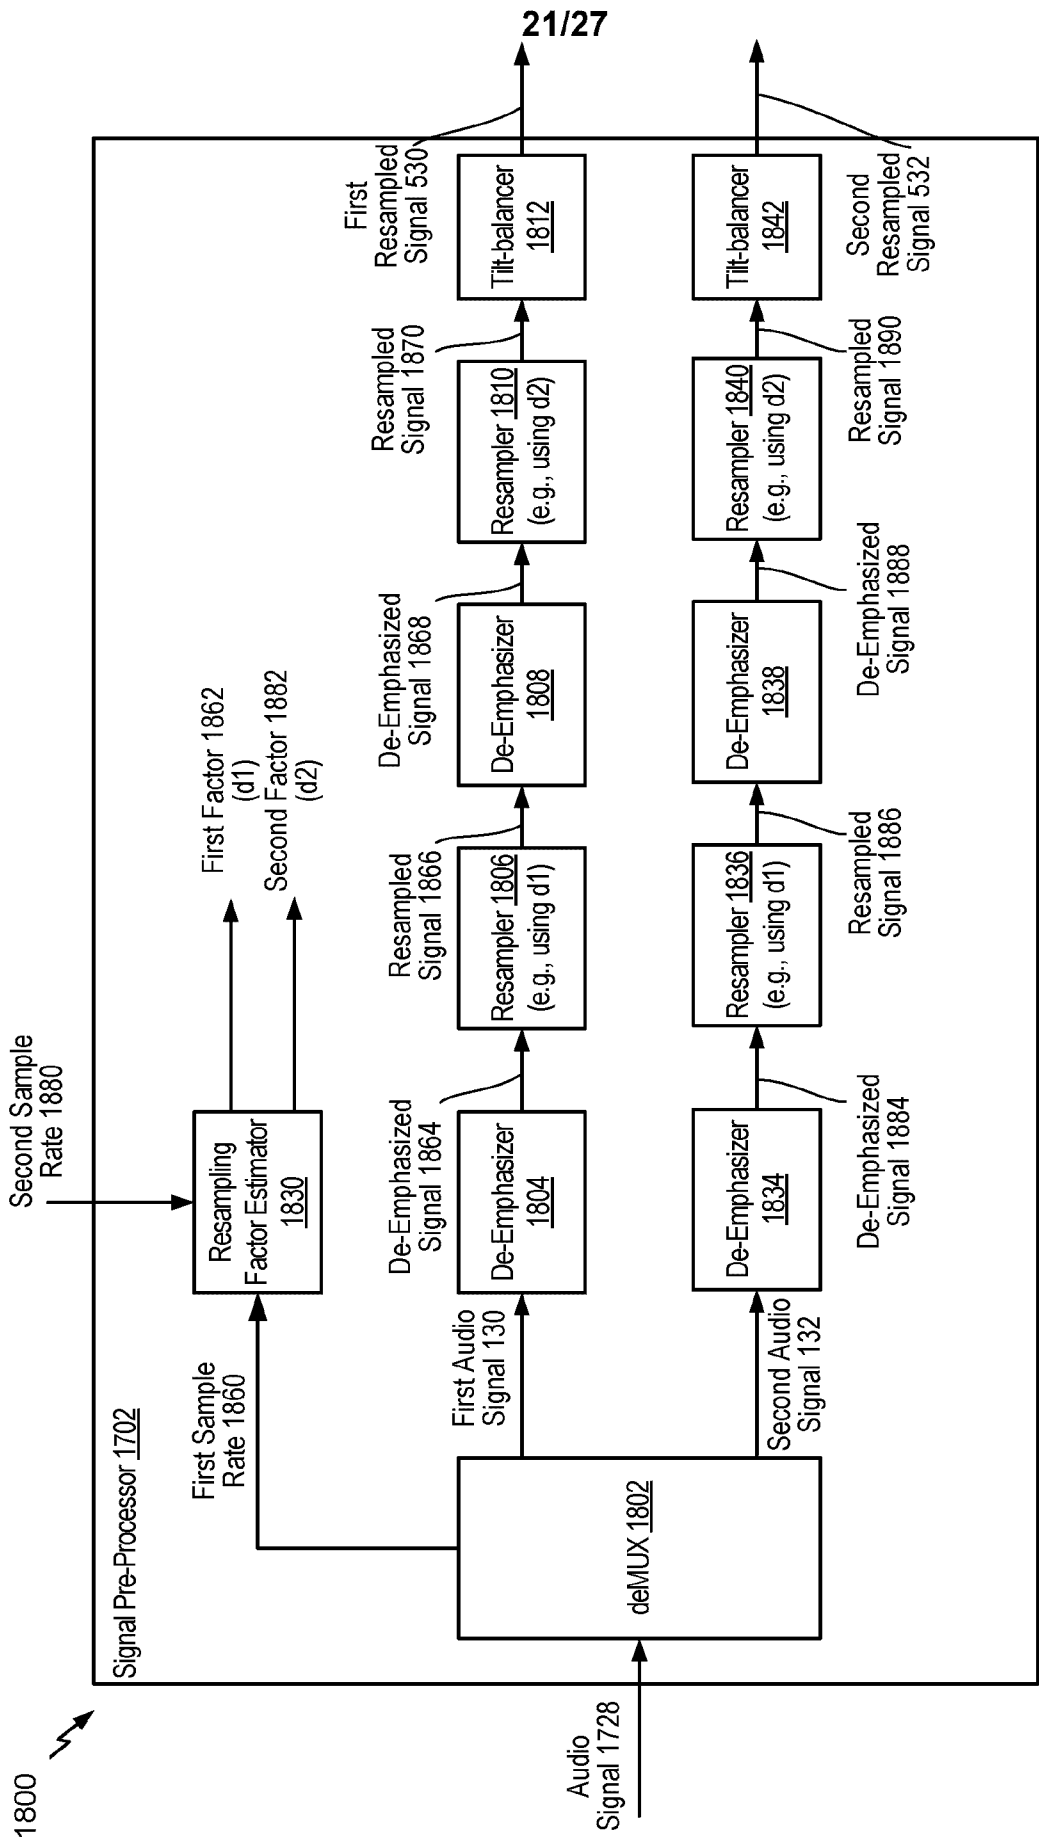 21/27
1800
Signal Pre-Processor 1702
Audio
Signal 1728
deMUX 1802
First Sample
Rate 1860
Second Sample
Rate 1880
Resampling
Factor Estimator
1830
First Factor 1862
(d1)
Second Factor 1882
(d2)
First Audio
Signal 130
De-Emphasizer
1804
De-Emphasized
Signal 1864
Resampler 1806
(e.g., using d1)
Resampled
Signal 1866
De-Emphasizer
1808
De-Emphasized
Signal 1868
Resampler 1810
(e.g., using d2)
Resampled
Signal 1870
Tilt-balancer
1812
First
Resampled
Signal 530
Second Audio
Signal 132
De-Emphasizer
1834
De-Emphasized
Signal 1884
Resampler 1836
(e.g., using d1)
Resampled
Signal 1886
De-Emphasizer
1838
De-Emphasized
Signal 1888
Resampler 1840
(e.g., using d2)
Resampled
Signal 1890
Tilt-balancer
1842
Second
Resampled
Signal 532